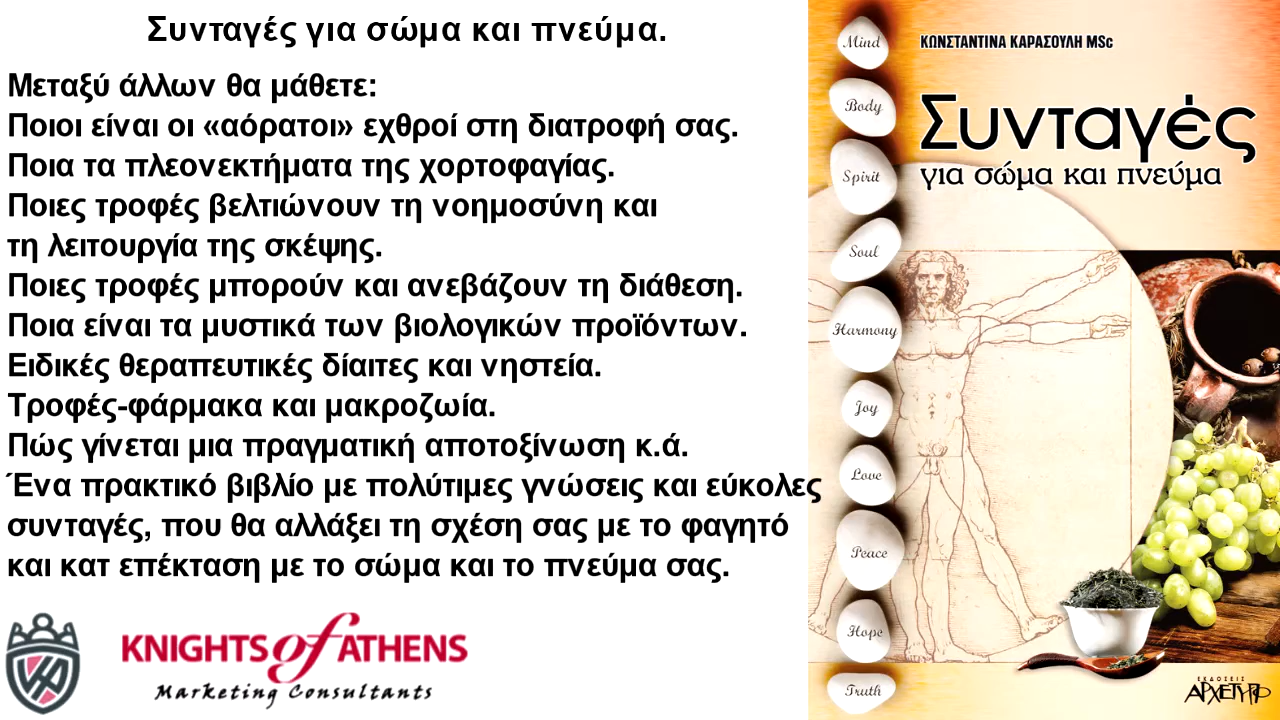 Συνταγές για σώμα και πνεύμα.
Μεταξύ άλλων θα μάθετε:
Ποιοι είναι οι «αόρατοι» εχθροί στη διατροφή σας.
Ποια τα πλεονεκτήματα της χορτοφαγίας.
Ποιες τροφές βελτιώνουν τη νοημοσύνη και
τη λειτουργία της σκέψης.
Ποιες τροφές μπορούν και ανεβάζουν τη διάθεση.
Ποια είναι τα μυστικά των βιολογικών προϊόντων.
Ειδικές θεραπευτικές δίαιτες και νηστεία.
Τροφές-φάρμακα και μακροζωία.
Πώς γίνεται μια πραγματική αποτοξίνωση κ.ά.
Ένα πρακτικό βιβλίο με πολύτιμες γνώσεις και εύκολες
συνταγές, που θα αλλάξει τη σχέση σας με το φαγητό
και κατ επέκταση με το σώμα και το πνεύμα σας.
KNIGHTS of ATHENS
Marketing Consultants
ΚΩΝΣΤΑΝΤΙΝΑ ΚΑΡΑΣΟΥΛΗ MSc
Συνταγές
για σώμα και πνεύμα
Mind
Body
Spirit
Soul
Harmony
Joy
Love
Peace
Hope
Truth
ΕΚΔΟΣΕΙΣ
ΑΡΧΕΤΥΠΟ